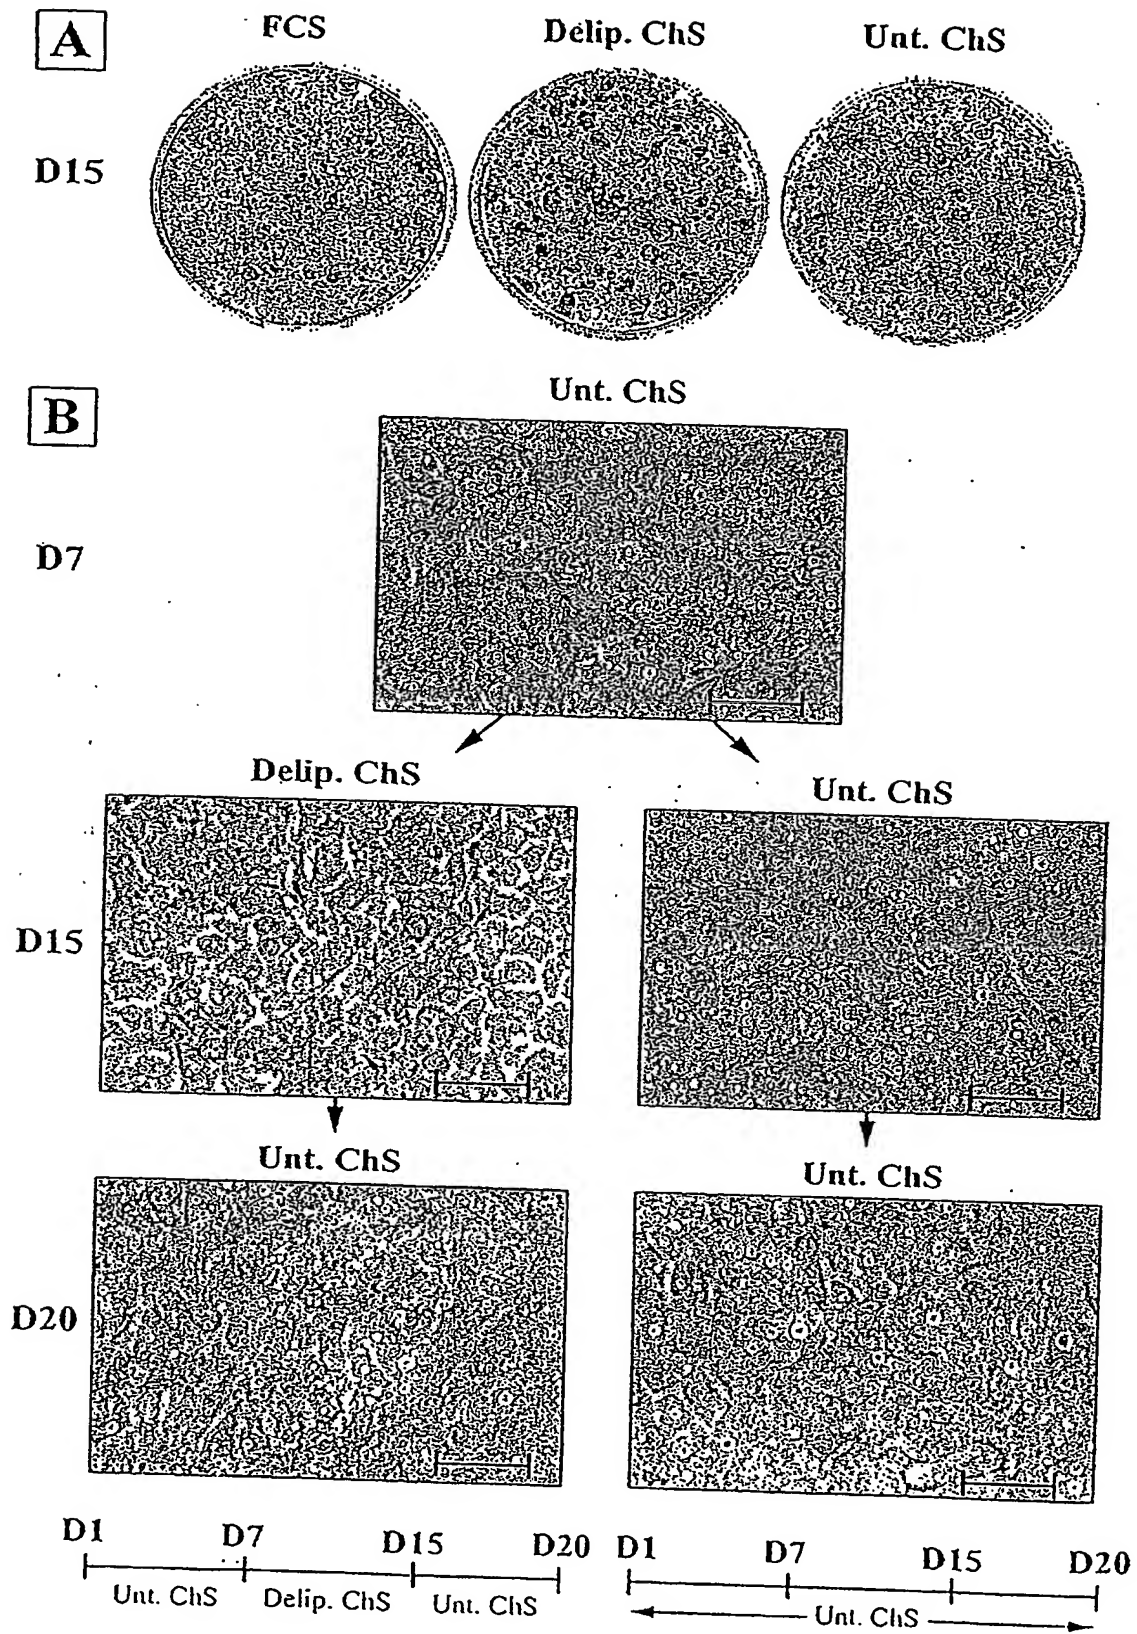 A
FCS Delip. ChS Unt. ChS
D15
B
Unt. ChS
D7
Delip. ChS Unt. ChS
D15
Unt. ChS Unt. ChS
D20
D1 D7 D15 D20 D1 D7 D15 D20
Unt. ChS Delip. ChS Unt. ChS Unt. ChS